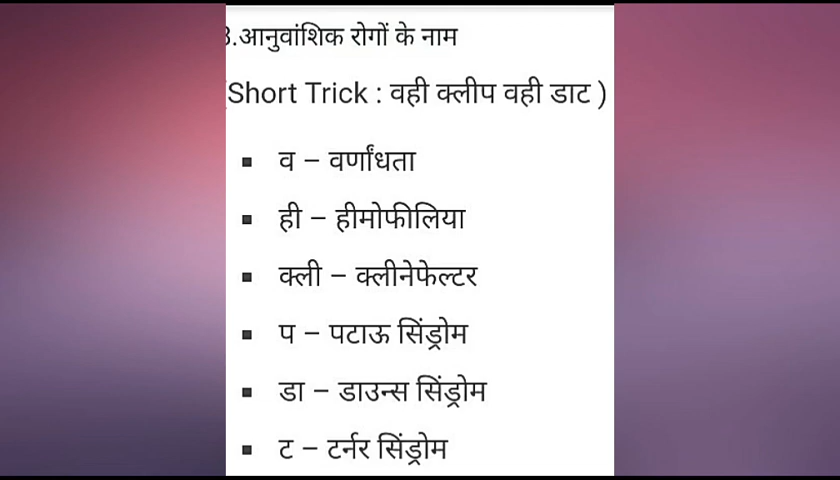 3.आनुवांशिक रोगों के नाम
(Short Trick : वही क्लीप वही डाट )
▪ व – वर्णांधता
▪ ही – हीमोफीलिया
▪ क्ली – क्लीनेफेल्टर
▪ प – पटाऊ सिंड्रोम
▪ डा – डाउन्स सिंड्रोम
▪ ट – टर्नर सिंड्रोम